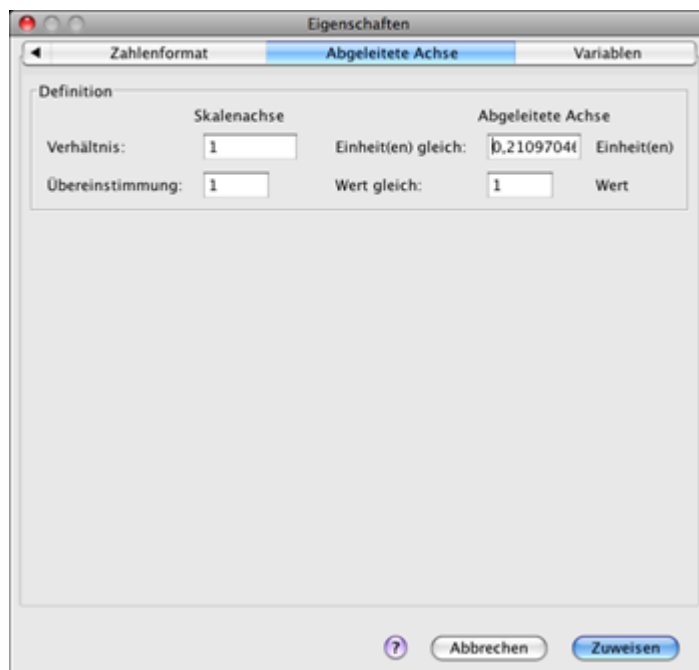 Eigenschaften
Zahlenformat Abgeleitete Achse Variablen
Definition
Skalenachse Abgeleitete Achse
Verhältnis: 1 Einheit(en) gleich: 0,2109704 Einheit(en)
Übereinstimmung: 1 Wert gleich: 1 Wert
? Abbrechen Zuweisen